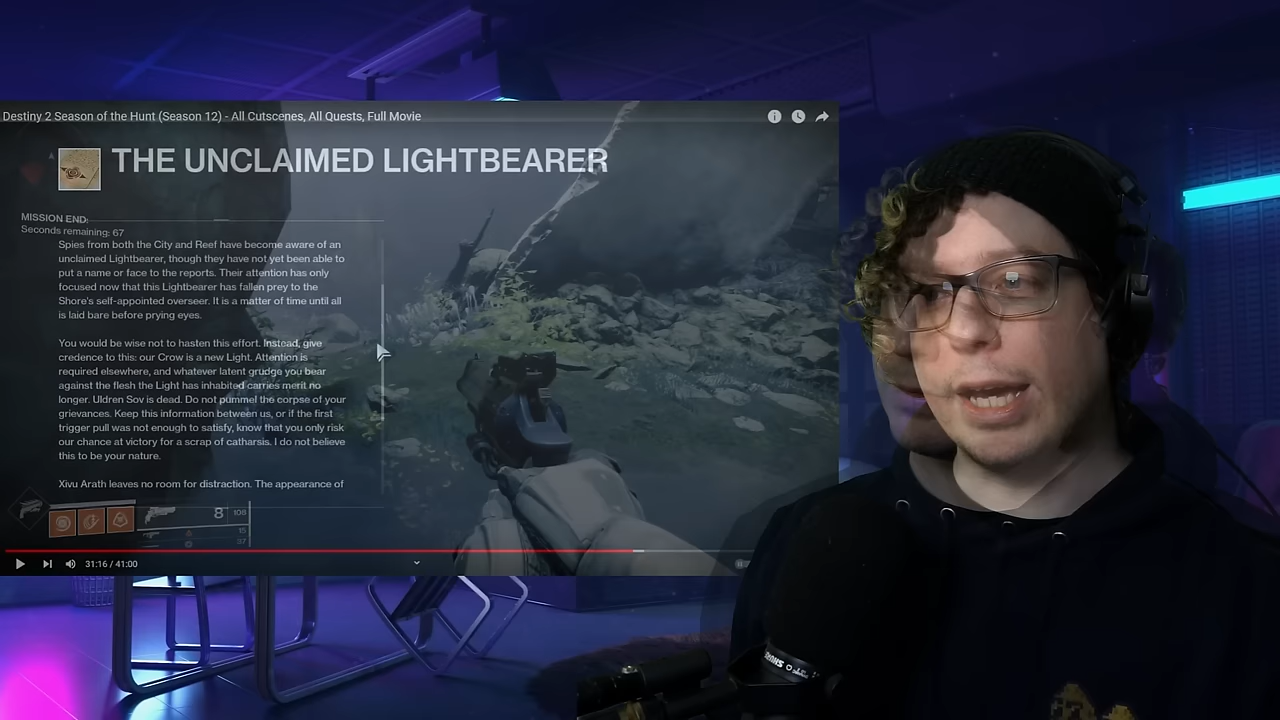 Destiny 2 Season of the Hunt (Season 12) - All Cutscenes, All Quests, Full Movie
THE UNCLAIMED LIGHTBEARER
MISSION END:
Seconds remaining: 67
Spies from both the City and Reef have become aware of an
unclaimed Lightbearer, though they have not yet been able to
put a name or face to the reports. Their attention has only
focused now that this Lightbearer has fallen prey to the
Shore's self-appointed overseer. It is a matter of time until all
is laid bare before prying eyes.
You would be wise not to hasten this effort. Instead, give
credence to this: our Crow is a new Light. Attention is
required elsewhere, and whatever latent grudge you bear
against the flesh the Light has inhabited carries merit no
longer. Uldren Sov is dead. Do not pummel the corpse of your
grievances. Keep this information between us, or if the first
trigger pull was not enough to satisfy, know that you only risk
our chance at victory for a scrap of catharsis. I do not believe
this to be your nature.
Xivu Arath leaves no room for distraction. The appearance of
8 108
15
37
31:16 / 41:00